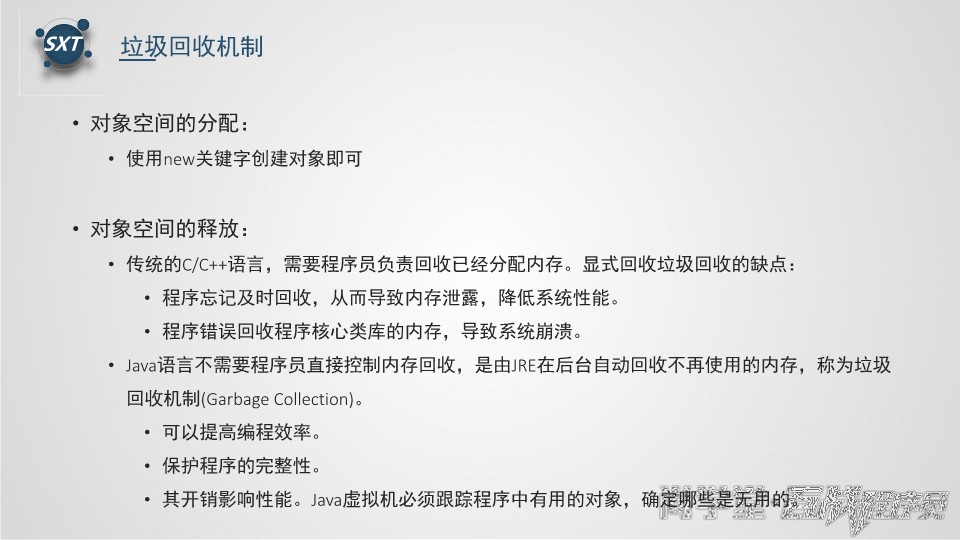 SXT
垃圾回收机制
• 对象空间的分配：
• 使用new关键字创建对象即可
• 对象空间的释放：
• 传统的C/C++语言，需要程序员负责回收已经分配内存。显式回收垃圾回收的缺点：
• 程序忘记及时回收，从而导致内存泄露，降低系统性能。
• 程序错误回收程序核心类库的内存，导致系统崩溃。
• Java语言不需要程序员直接控制内存回收，是由JRE在后台自动回收不再使用的内存，称为垃圾
回收机制(Garbage Collection)。
• 可以提高编程效率。
• 保护程序的完整性。
• 其开销影响性能。Java虚拟机必须跟踪程序中有用的对象，确定哪些是无用的。